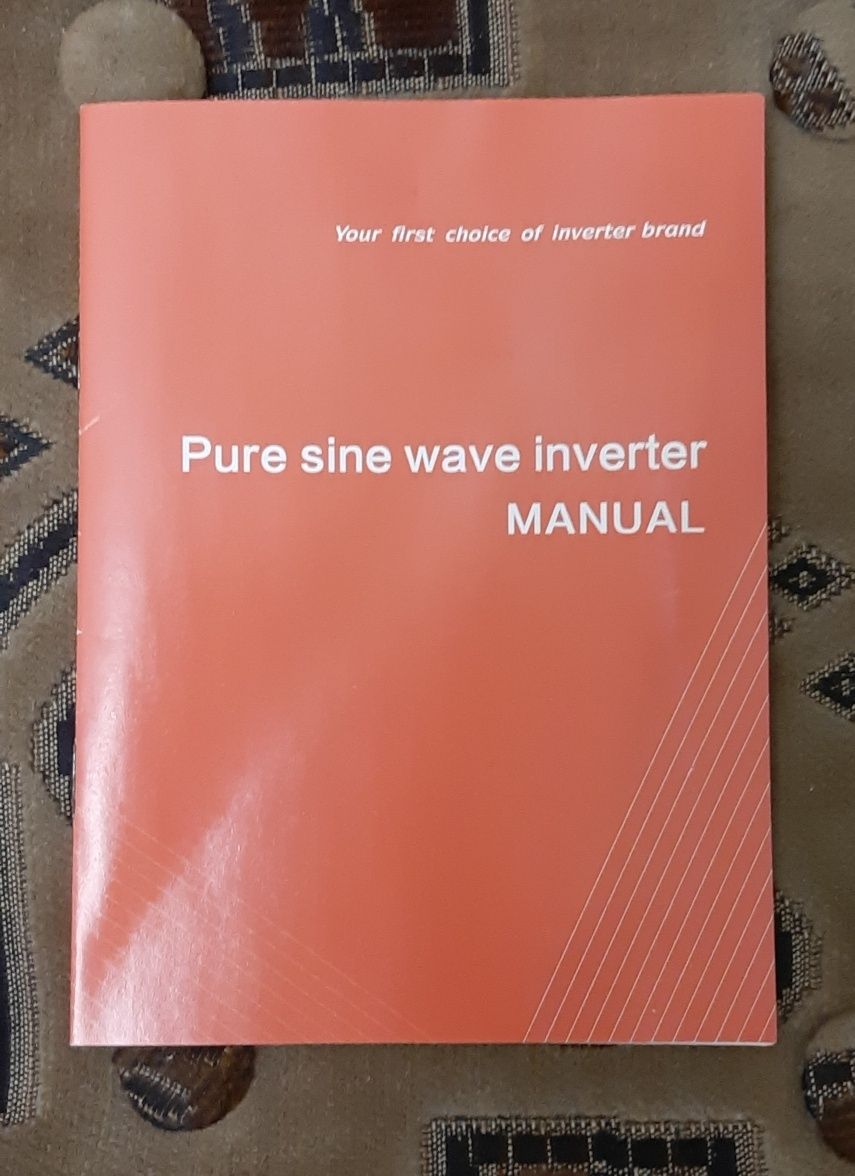 Your first choice of inverter brand
Pure sine wave inverter
MANUAL